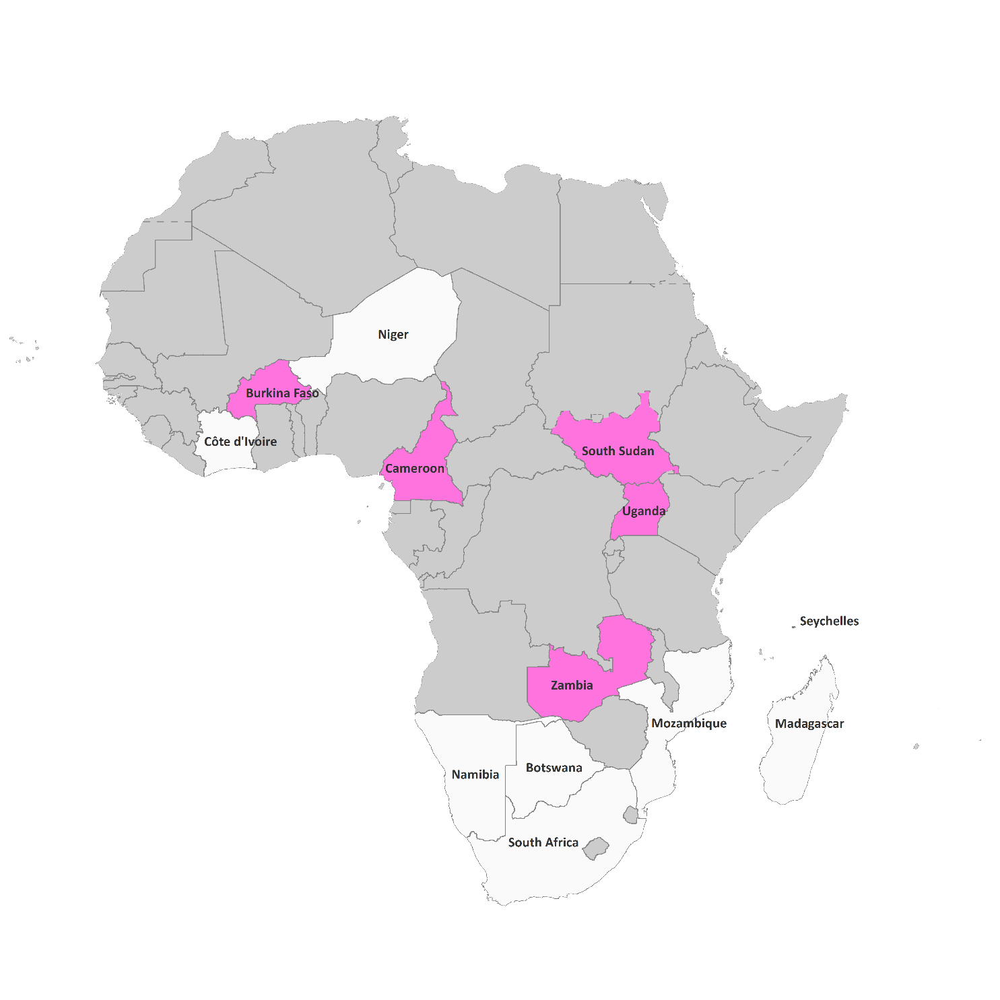 Niger
Burkina Faso
Côte d'Ivoire
South Sudan
Cameroon
Uganda
Seychelles
Zambia
Mozambique
Madagascar
Botswana
Namibia
South Africa